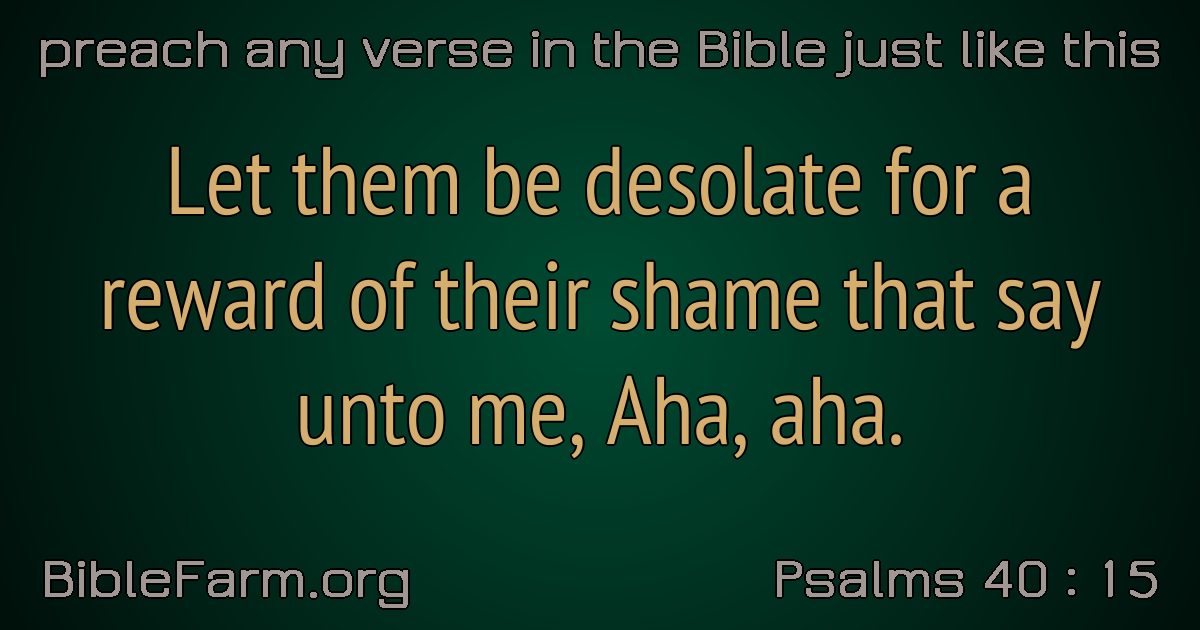 preach any verse in the Bible just like this
Let them be desolate for a
reward of their shame that say
unto me, Aha, aha.
BibleFarm.org
Psalms 40 : 15